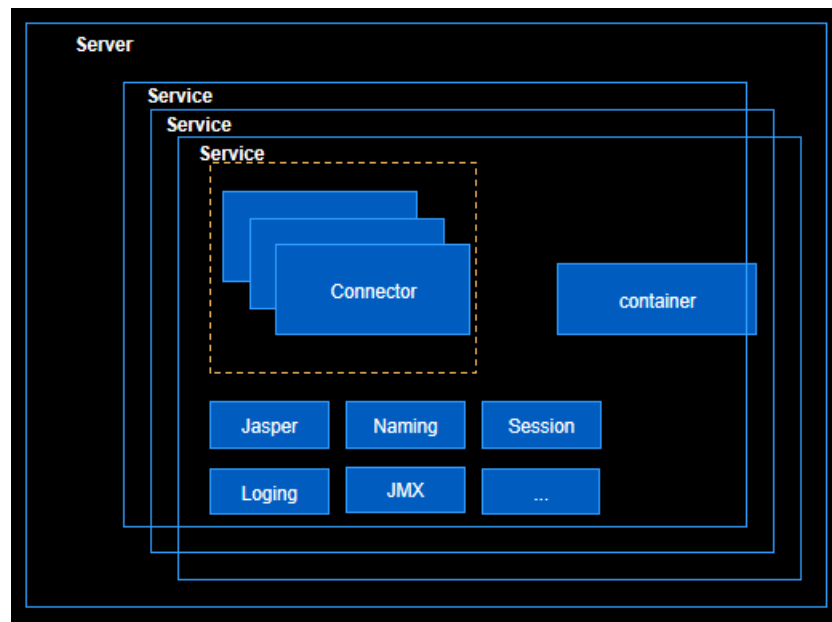 Server
Service
Service
Service
Connector
container
Jasper
Naming
Session
Loging
JMX
...